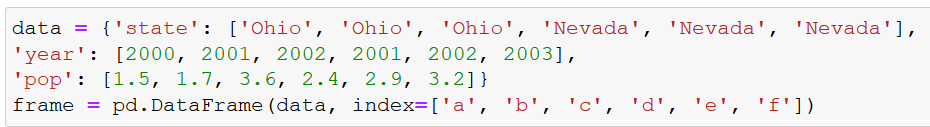 data = {'state': ['Ohio', 'Ohio', 'Ohio', 'Nevada', 'Nevada', 'Nevada'],
'year': [2000, 2001, 2002, 2001, 2002, 2003],
'pop': [1.5, 1.7, 3.6, 2.4, 2.9, 3.2]}
frame = pd.DataFrame(data, index=['a', 'b', 'c', 'd', 'e', 'f'])